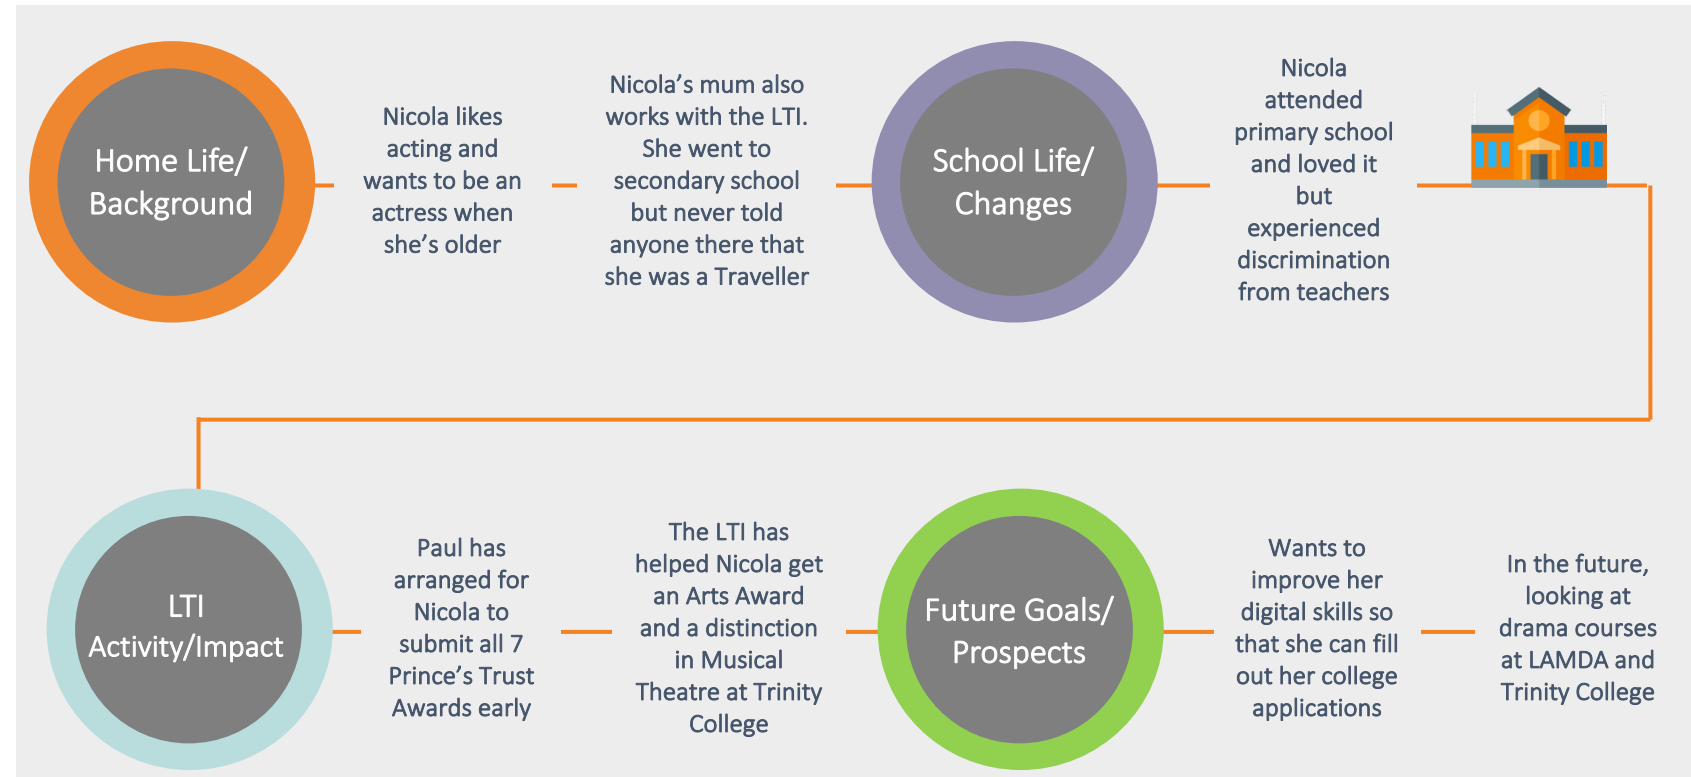 Home Life/
Background
Nicola likes
acting and
wants to be an
actress when
she’s older
Nicola’s mum also
works with the LTI.
She went to
secondary school
but never told
anyone there that
she was a Traveller
School Life/
Changes
Nicola
attended
primary school
and loved it
but
experienced
discrimination
from teachers
LTI
Activity/Impact
Paul has
arranged for
Nicola to
submit all 7
Prince’s Trust
Awards early
The LTI has
helped Nicola get
an Arts Award
and a distinction
in Musical
Theatre at Trinity
College
Future Goals/
Prospects
Wants to
improve her
digital skills so
that she can fill
out her college
applications
In the future,
looking at
drama courses
at LAMDA and
Trinity College